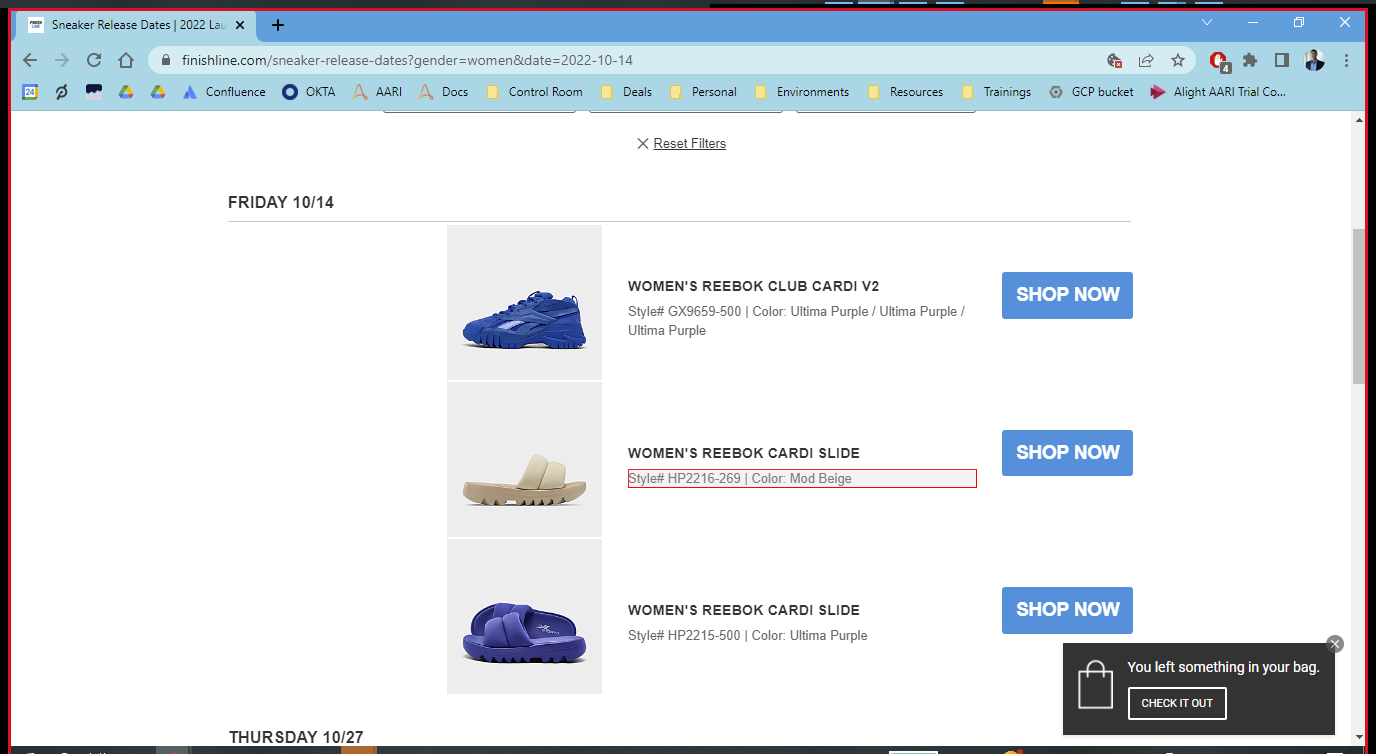 Sneaker Release Dates | 2022 Lau
finishline.com/sneaker-release-dates?gender=women&date=2022-10-14
4
24
Confluence
OKTA
AARI
Docs
Control Room
Deals
Personal
Environments
Resources
Trainings
GCP bucket
Alight AARI Trial Co...
Reset Filters
FRIDAY 10/14
WOMEN'S REEBOK CLUB CARDI V2
Style# GX9659-500 | Color: Ultima Purple / Ultima Purple /
Ultima Purple
SHOP NOW
WOMEN'S REEBOK CARDI SLIDE
Style# HP2216-269 | Color: Mod Beige
SHOP NOW
WOMEN'S REEBOK CARDI SLIDE
Style# HP2215-500 | Color: Ultima Purple
SHOP NOW
You left something in your bag.
CHECK IT OUT
THURSDAY 10/27